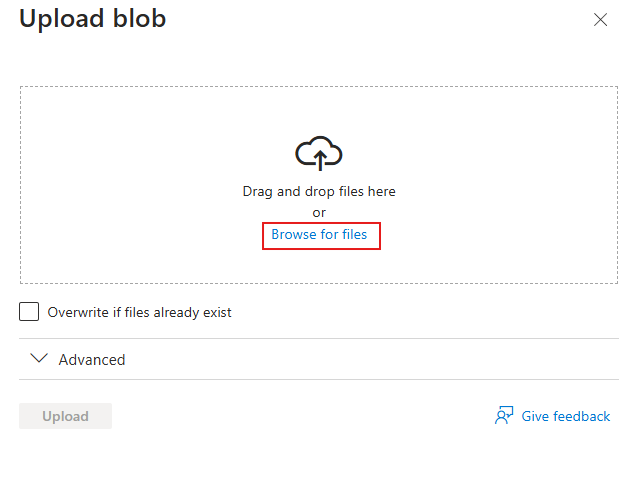 Upload blob
Drag and drop files here
or
Browse for files
Overwrite if files already exist
Advanced
Upload
Give feedback